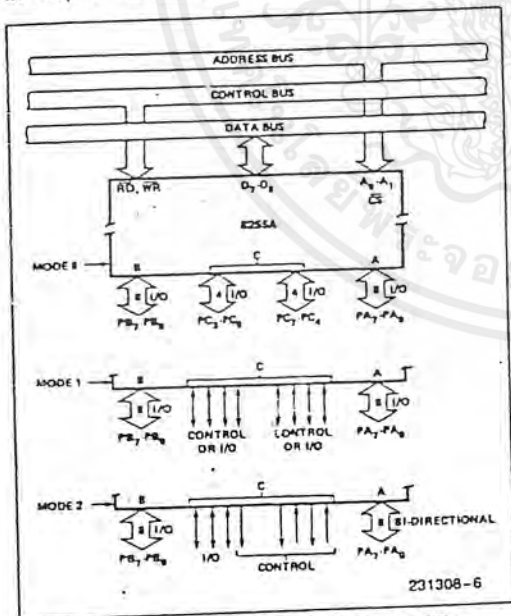 ADDRESS BUS
CONTROL BUS
DATA BUS
RD, WR D7-D0 A0-A1
CS
8255A
MODE 0
B C A
8 I/O 4 I/O 4 I/O 8 I/O
PB7-PB0 PC3-PC0 PC7-PC4 PA7-PA0
MODE 1
B C A
8 I/O 8 I/O
PB7-PB0 CONTROL CONTROL PA7-PA0
OR I/O OR I/O
MODE 2
B C A
8 I/O 8 BI-DIRECTIONAL
PB7-PB0 I/O CONTROL PA7-PA0
231308-6